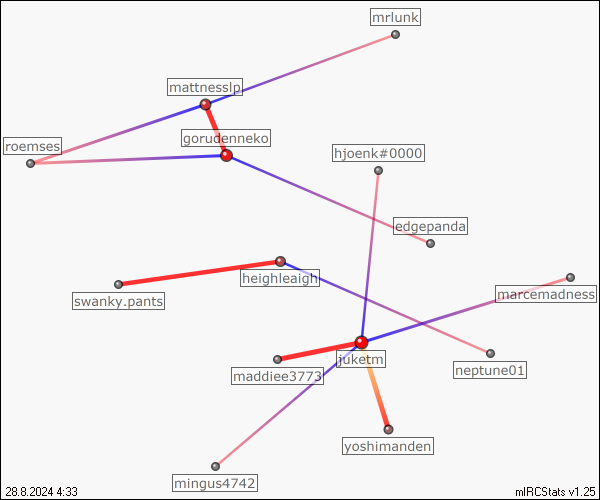 mrlunk
mattnesslp
gorudenneko
roemses
hjoenk#0000
edgepanda
heighleaigh
swanky.pants
marcemadness
juketm
neptune01
maddiee3773
yoshimanden
mingus4742
28.8.2024 4:33
mIRCStats v1.25